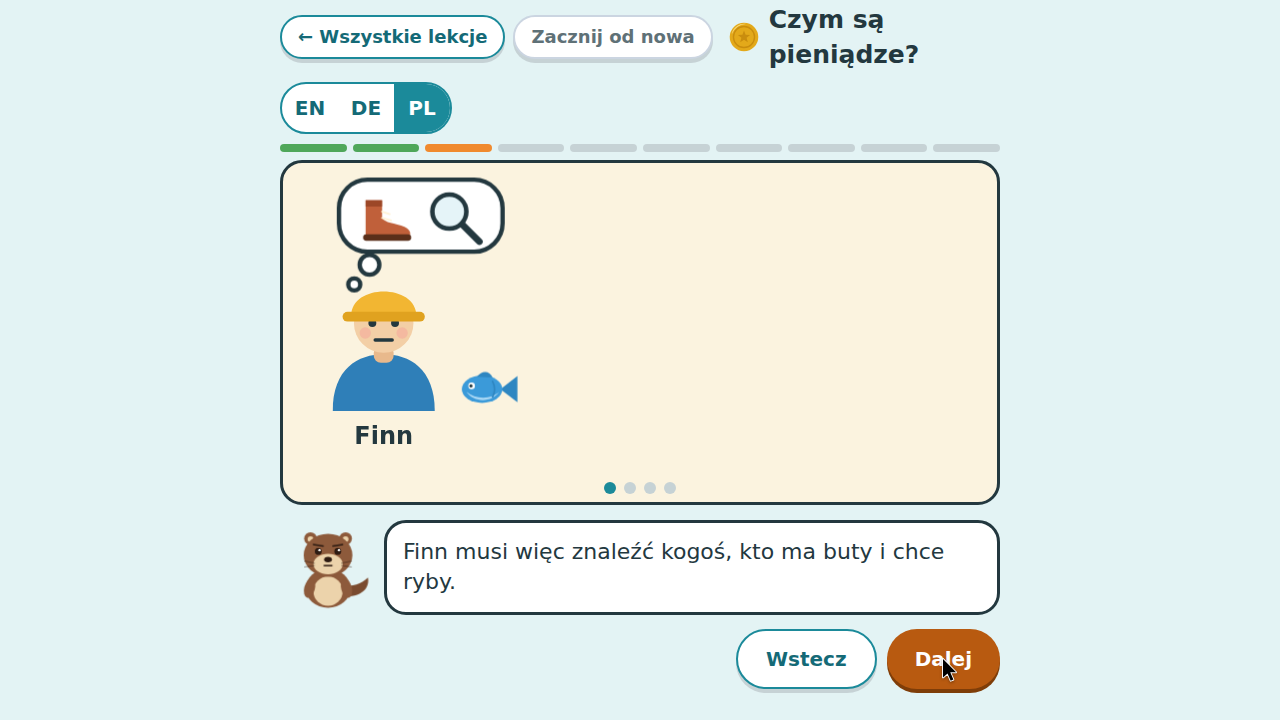 ← Wszystkie lekcje
Zacznij od nowa
Czym są
pieniądze?
EN DE PL
Finn
Finn musi więc znaleźć kogoś, kto ma buty i chce
ryby.
Wstecz
Dalej